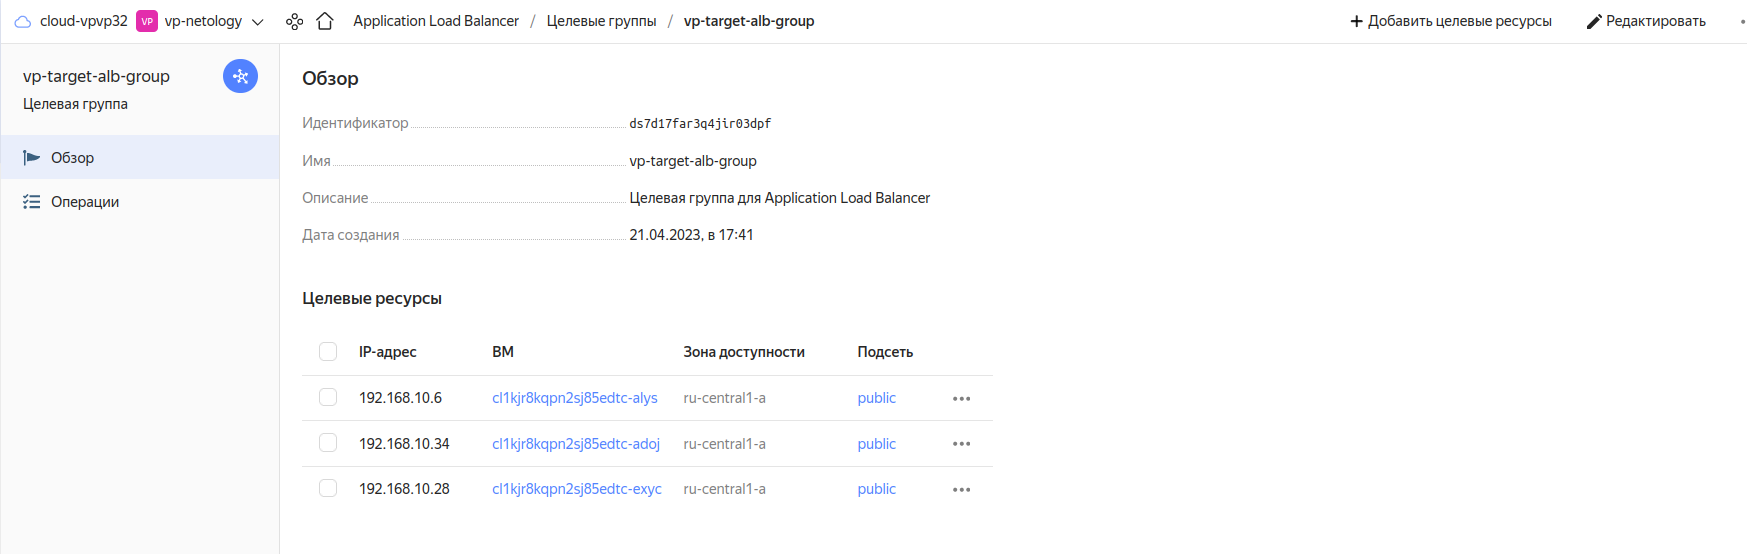 cloud-vpvp32 VP vp-netology Application Load Balancer / Целевые группы / vp-target-alb-group Добавить целевые ресурсы Редактировать
vp-target-alb-group
Целевая группа
Обзор
Операции
Обзор
Идентификатор ds7d17far3q4jir03dpf
Имя vp-target-alb-group
Описание Целевая группа для Application Load Balancer
Дата создания 21.04.2023, в 17:41
Целевые ресурсы
IP-адрес ВМ Зона доступности Подсеть
192.168.10.6 cl1kjr8kqpn2sj85edtc-alys ru-central1-a public
192.168.10.34 cl1kjr8kqpn2sj85edtc-adoj ru-central1-a public
192.168.10.28 cl1kjr8kqpn2sj85edtc-exyc ru-central1-a public